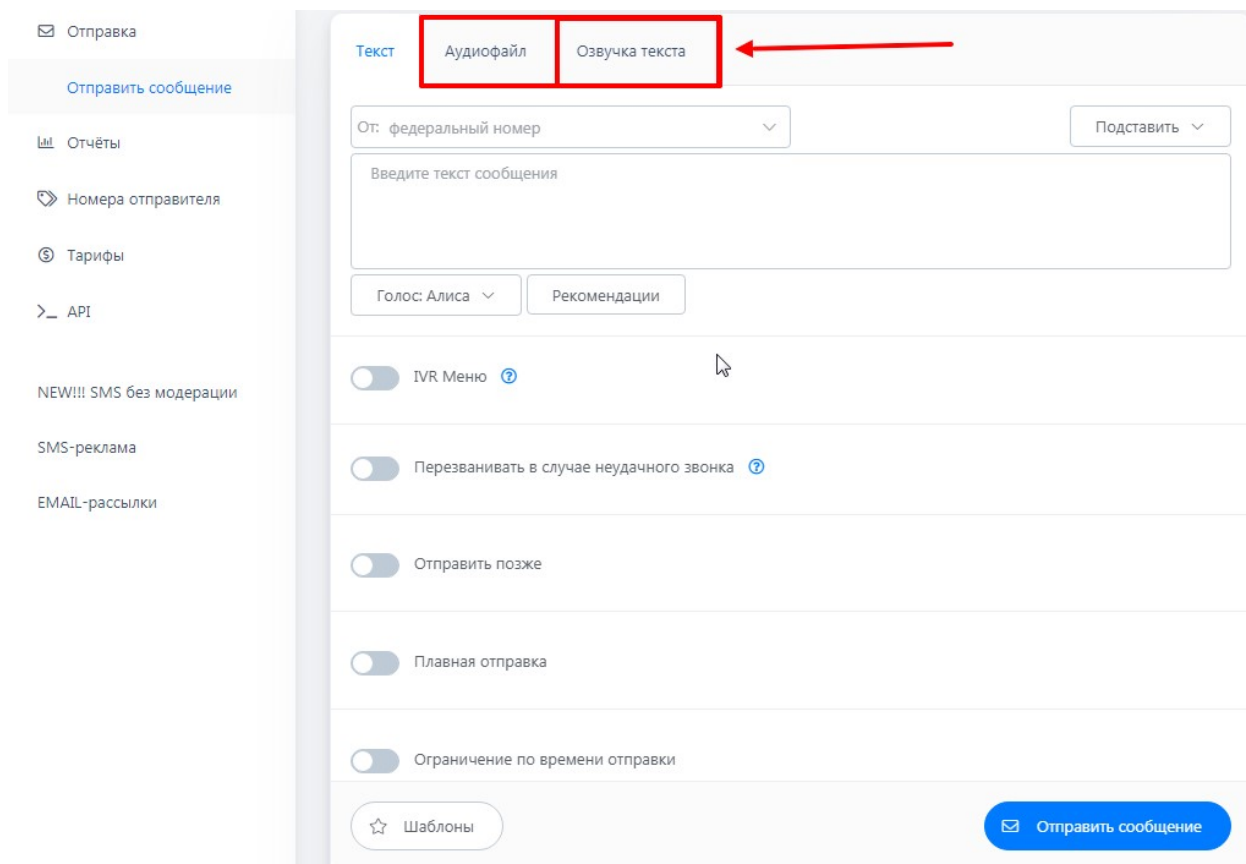 Отправка
Отправить сообщение
Отчёты
Номера отправителя
Тарифы
API
NEW!!! SMS без модерации
SMS-реклама
EMAIL-рассылки
Текст Аудиофайл Озвучка текста
От: федеральный номер Подставить
Введите текст сообщения
Голос: Алиса Рекомендации
IVR Меню ?
Перезванивать в случае неудачного звонка ?
Отправить позже
Плавная отправка
Ограничение по времени отправки
Шаблоны Отправить сообщение